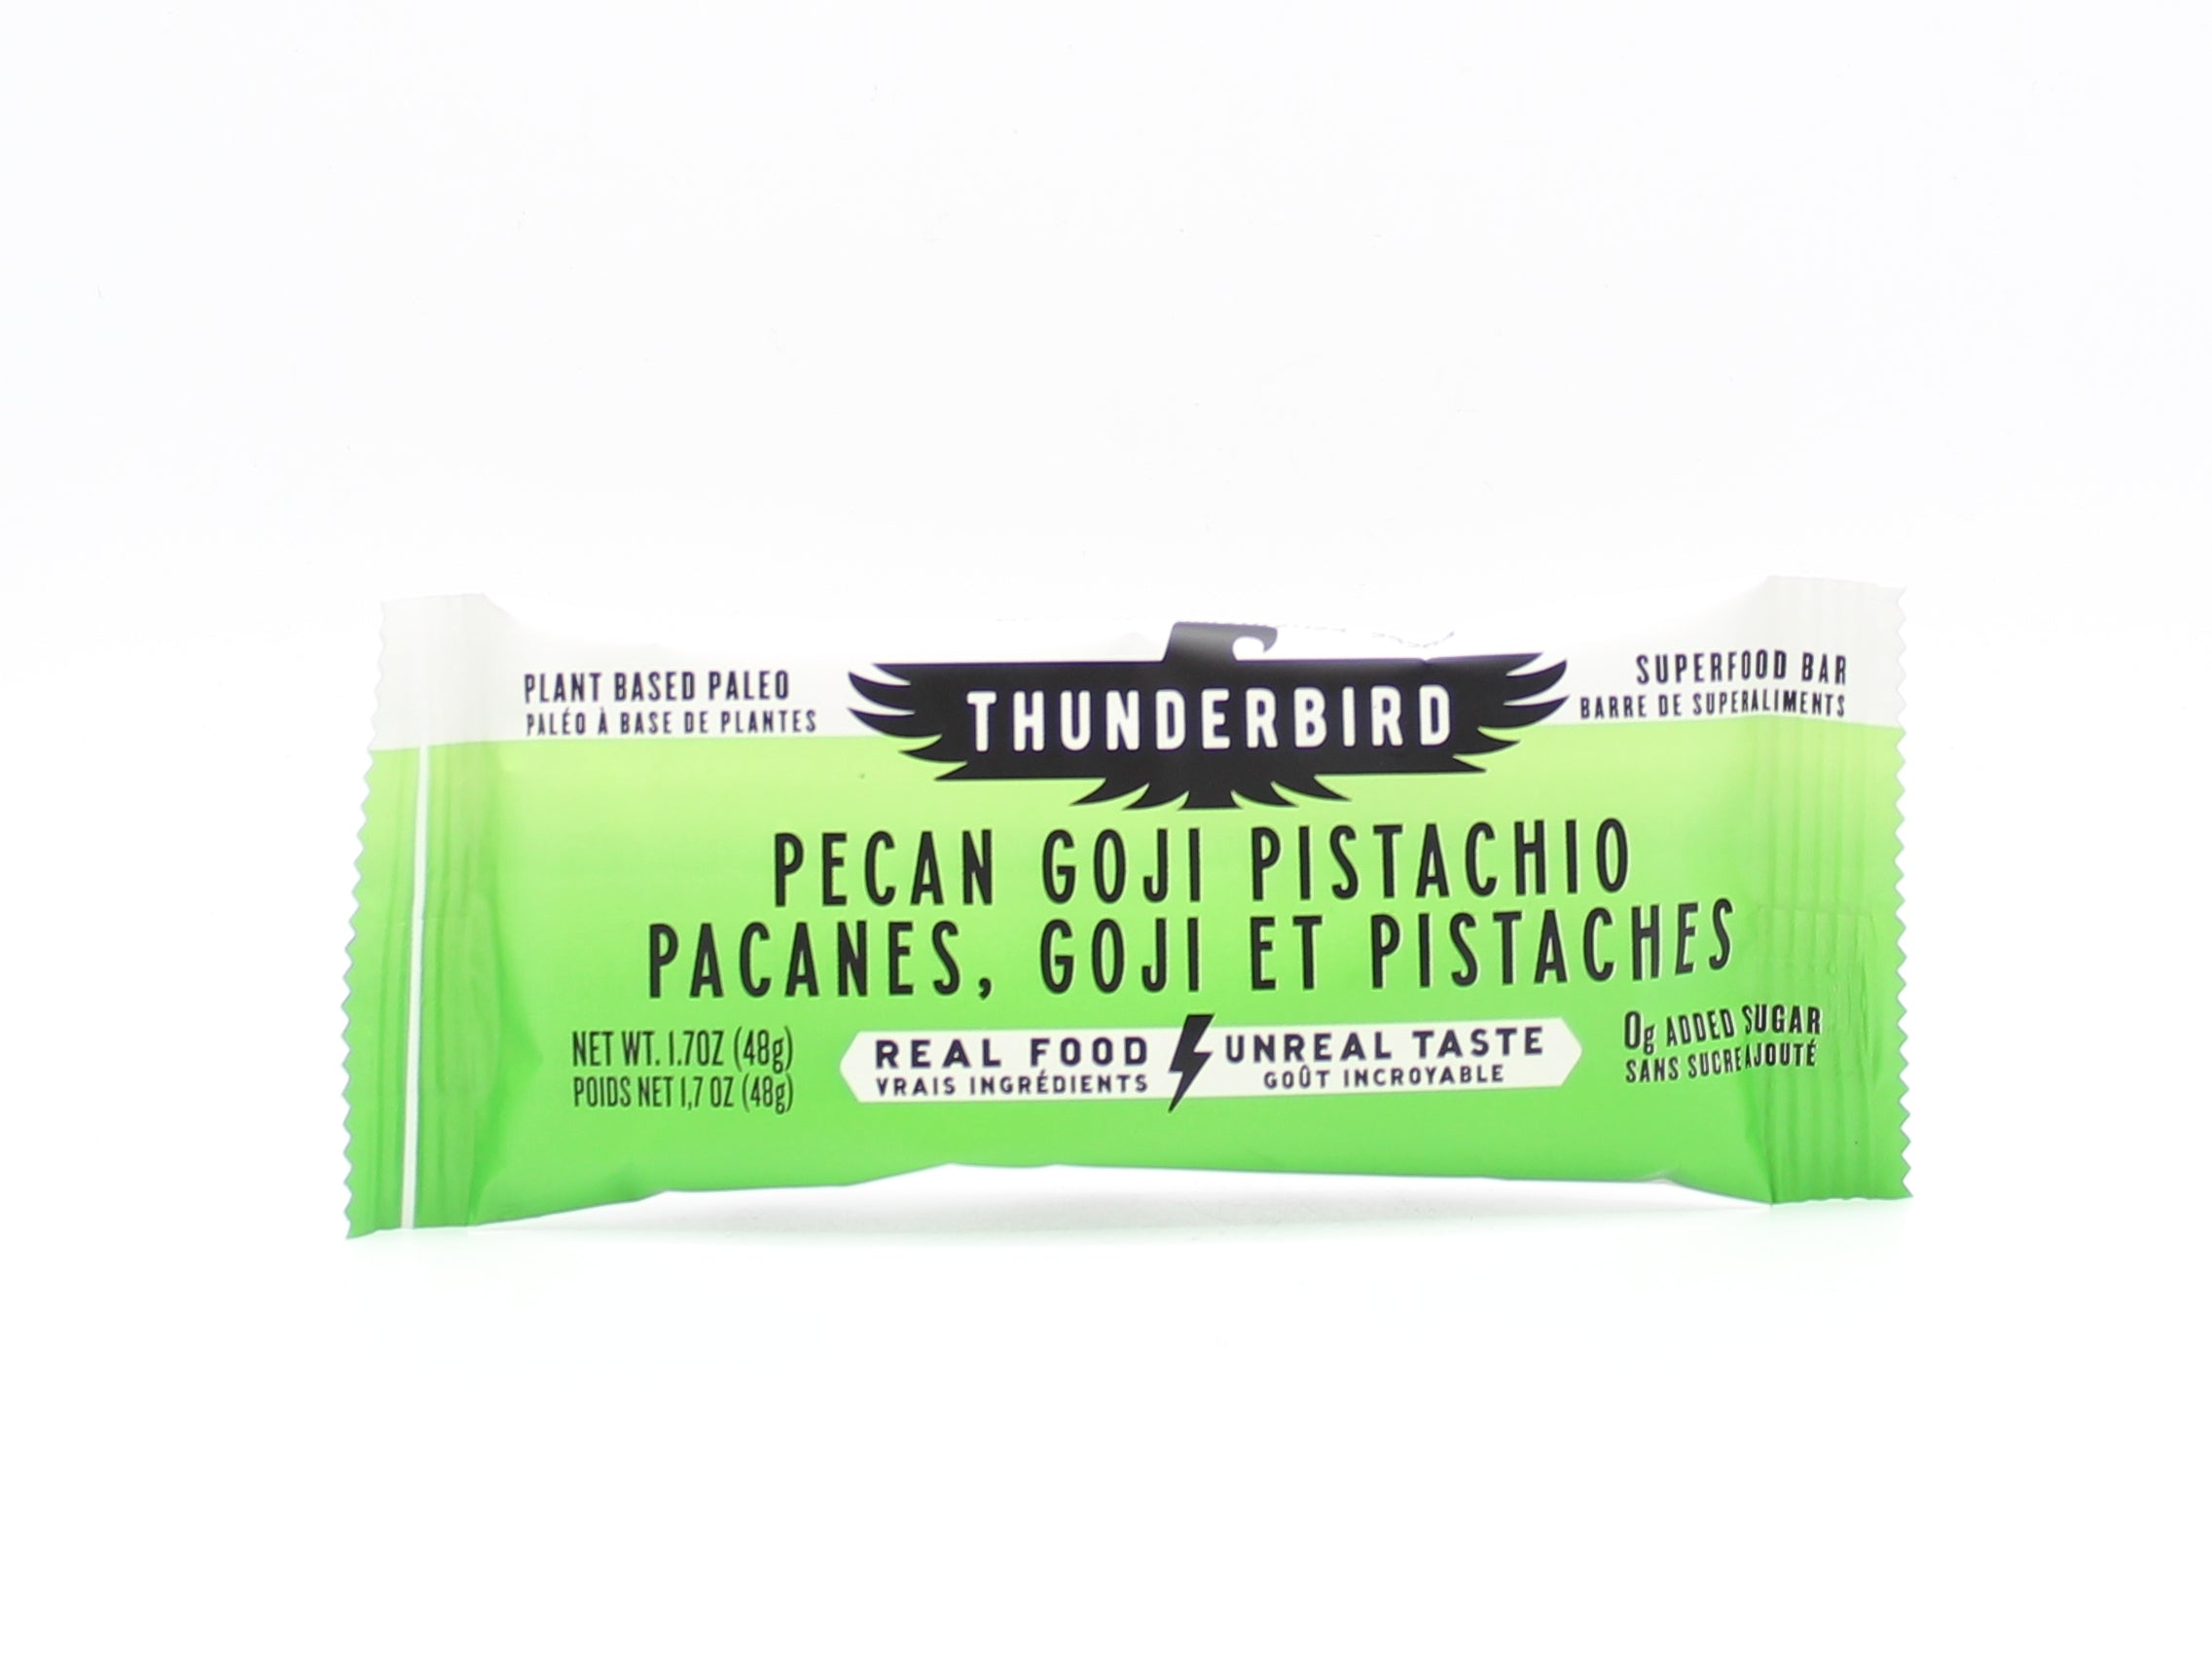 PLANT BASED PALEO
PALÉO À BASE DE PLANTES
THUNDERBIRD
SUPERFOOD BAR
BARRE DE SUPERALIMENTS
PECAN GOJI PISTACHIO
PACANES, GOJI ET PISTACHES
NET WT. 1.7OZ (48g)
POIDS NET 1,7 OZ (48g)
REAL FOOD UNREAL TASTE
VRAIS INGRÉDIENTS GOÛT INCROYABLE
0g ADDED SUGAR
SANS SUCRE AJOUTÉ